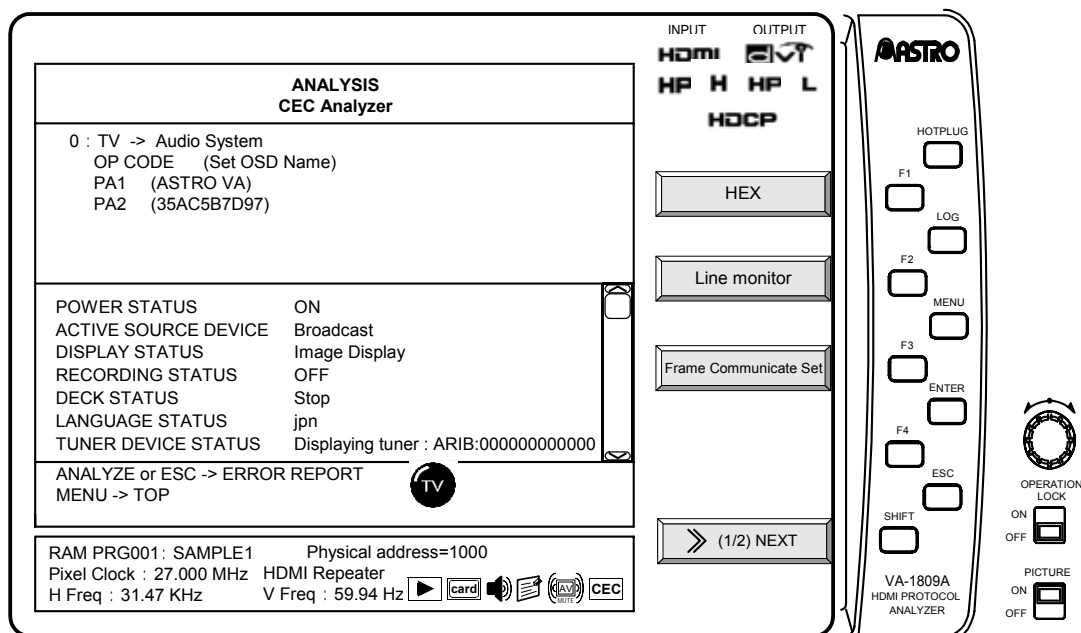 ANALYSIS
CEC Analyzer
0 : TV -> Audio System
OP CODE (Set OSD Name)
PA1 (ASTRO VA)
PA2 (35AC5B7D97)
POWER STATUS ON
ACTIVE SOURCE DEVICE Broadcast
DISPLAY STATUS Image Display
RECORDING STATUS OFF
DECK STATUS Stop
LANGUAGE STATUS jpn
TUNER DEVICE STATUS Displaying tuner : ARIB:000000000000
ANALYZE or ESC -> ERROR REPORT
MENU -> TOP
TV
RAM PRG001: SAMPLE1 Physical address=1000
Pixel Clock : 27.000 MHz HDMI Repeater
H Freq : 31.47 KHz V Freq : 59.94 Hz
card
AV
MUTE
CEC
INPUT OUTPUT
HDMI DVI
HP H HP L
HDCP
HEX
Line monitor
Frame Communicate Set
(1/2) NEXT
ASTRO
HOTPLUG
F1
LOG
F2
MENU
F3
ENTER
F4
ESC
SHIFT
VA-1809A
HDMI PROTOCOL
ANALYZER
OPERATION
LOCK
ON
OFF
PICTURE
ON
OFF